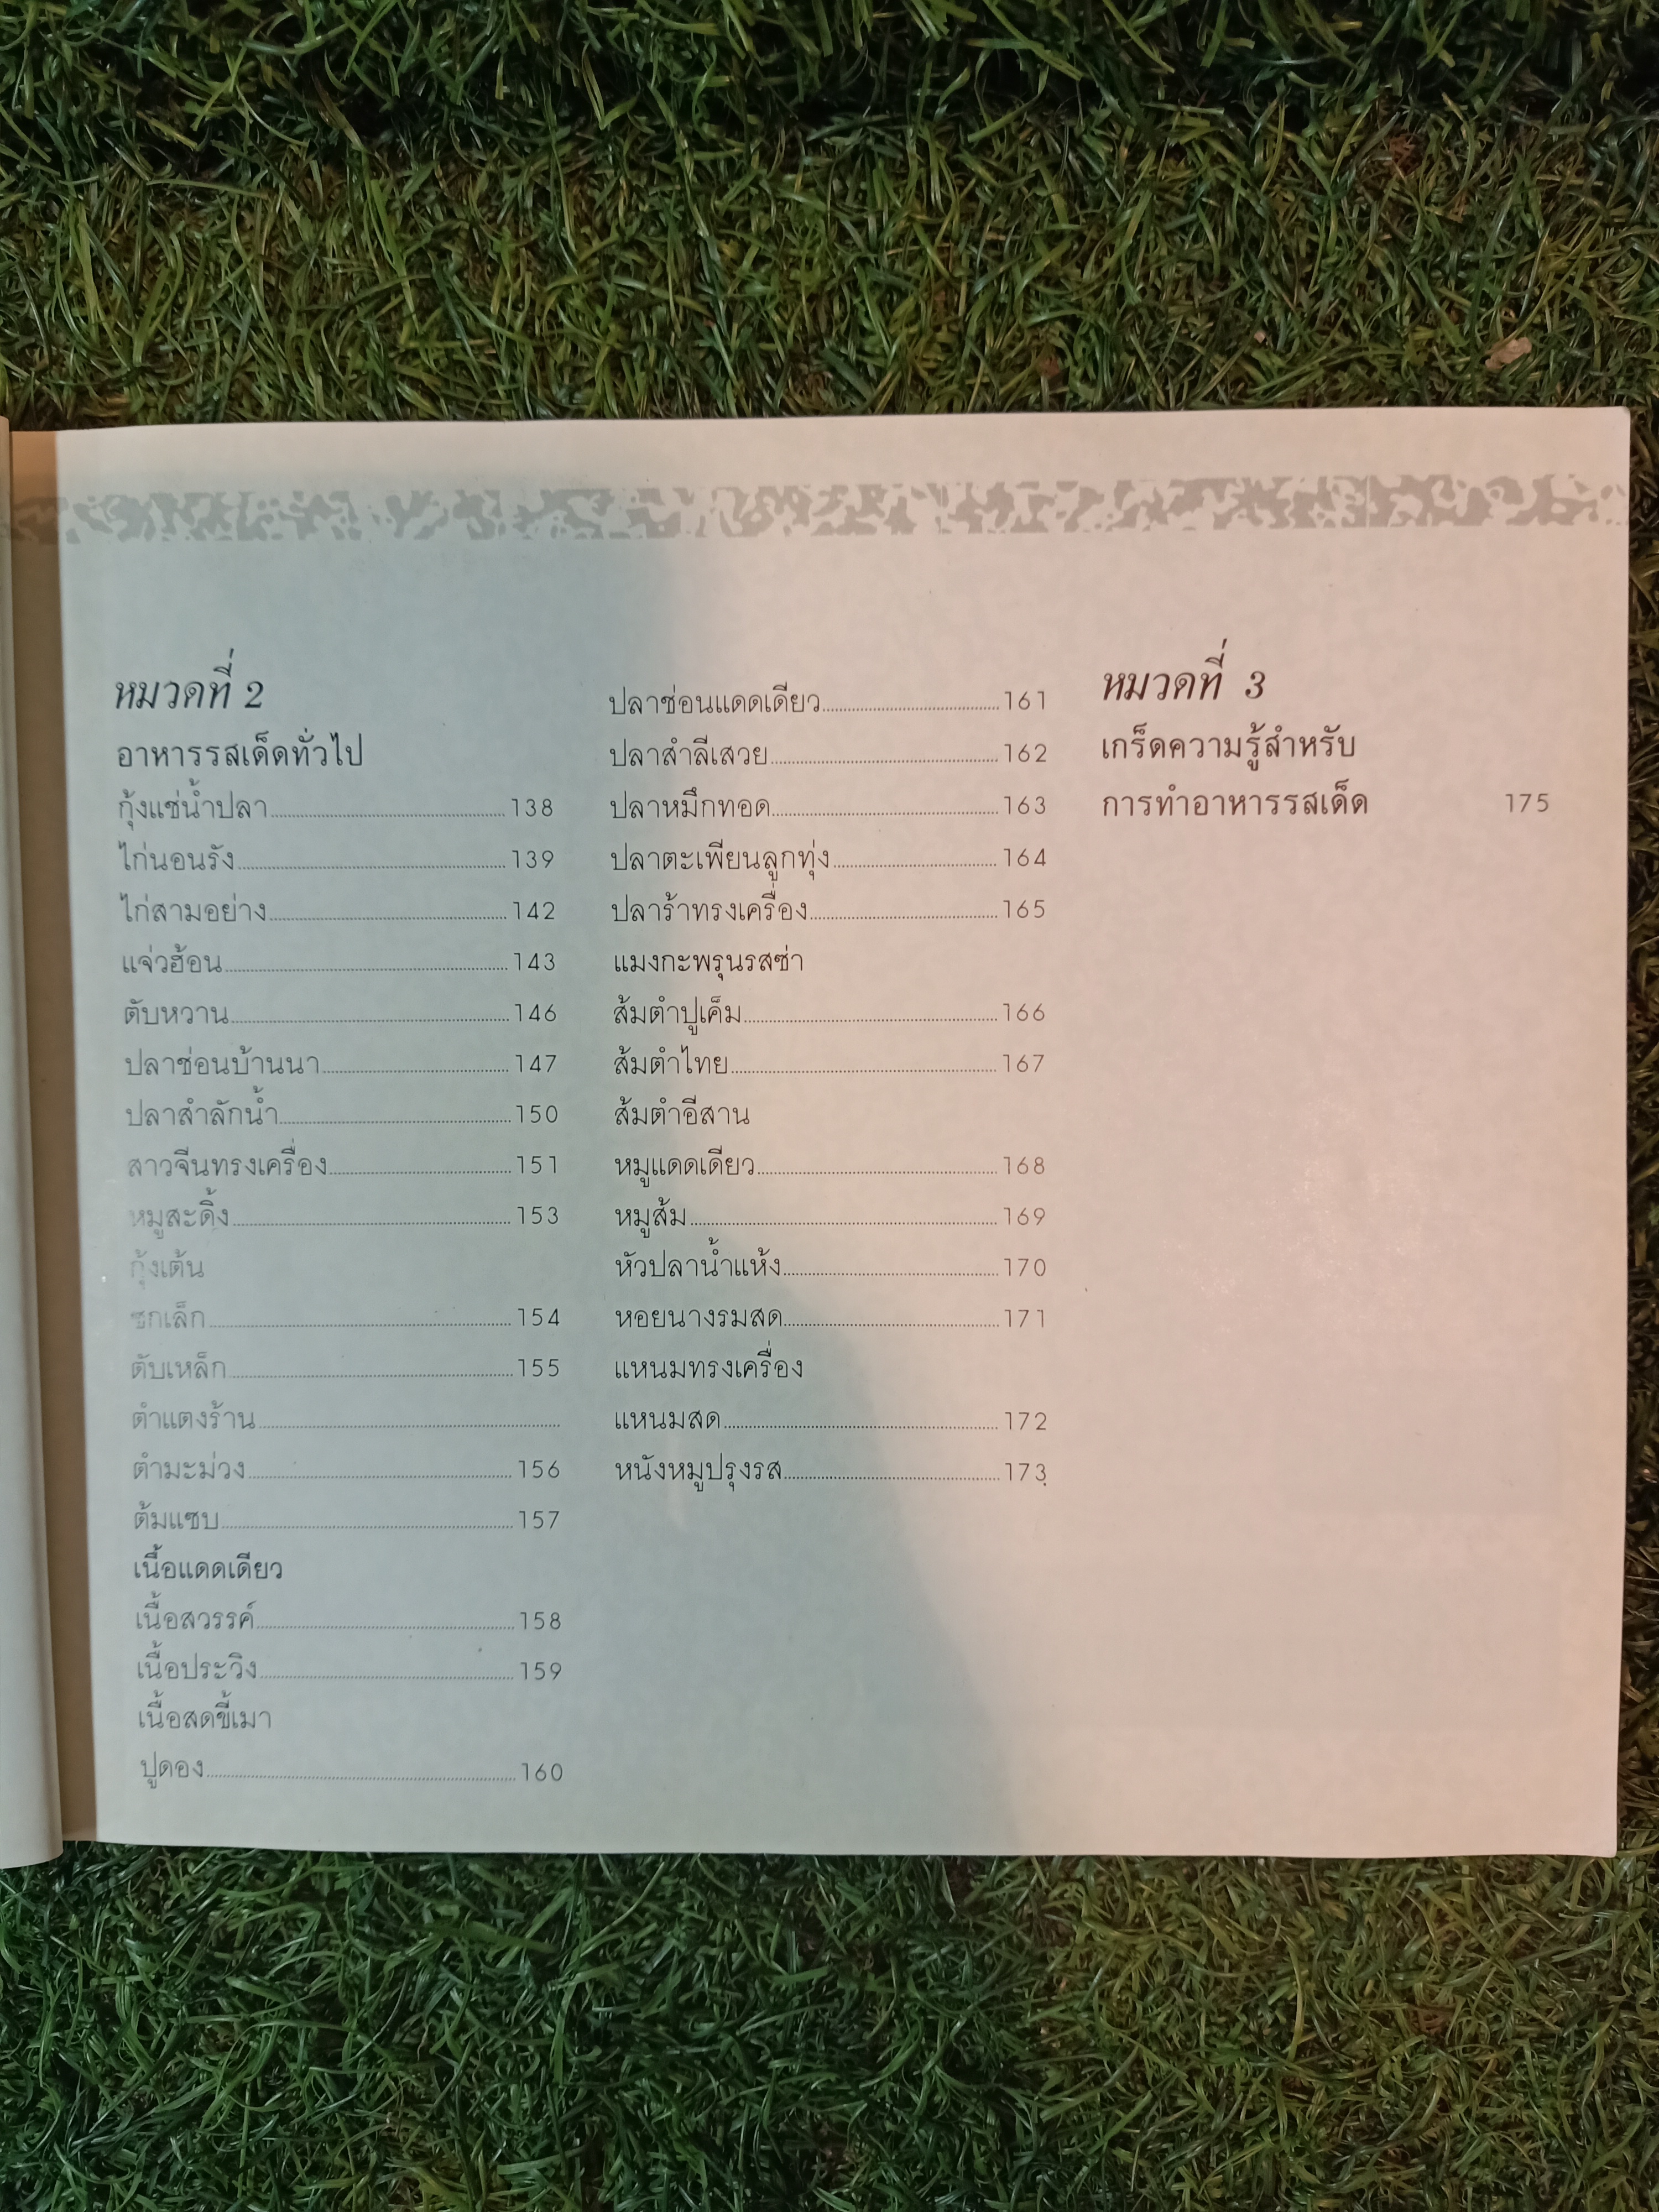 หมวดที่ 2
อาหารรสเด็ดทั่วไป
กุ้งแช่น้ำปลา 138
ไก่นอนรัง 139
ไก่สามอย่าง 142
แจ่วฮ้อน 143
ตับหวาน 146
ปลาช่อนบ้านนา 147
ปลาสำลักน้ำ 150
สาวจีนทรงเครื่อง 151
หมูสะดิ้ง 153
กุ้งเต้น
ซกเล็ก 154
ตับเหล็ก 155
ตำแตงร้าน
ตำมะม่วง 156
ต้มแซบ 157
เนื้อแดดเดียว
เนื้อสวรรค์ 158
เนื้อประวิง 159
เนื้อสดขี้เมา
ปูดอง 160
ปลาช่อนแดดเดียว 161
ปลาสำลีเสวย 162
ปลาหมึกทอด 163
ปลาตะเพียนลูกทุ่ง 164
ปลาร้าทรงเครื่อง 165
แมงกะพรุนรสซ่า
ส้มตำปูเค็ม 166
ส้มตำไทย 167
ส้มตำอีสาน
หมูแดดเดียว 168
หมูส้ม 169
หัวปลาน้ำแห้ง 170
หอยนางรมสด 171
แหนมทรงเครื่อง
แหนมสด 172
หนังหมูปรุงรส 173
หมวดที่ 3
เกร็ดความรู้สำหรับ
การทำอาหารรสเด็ด 175